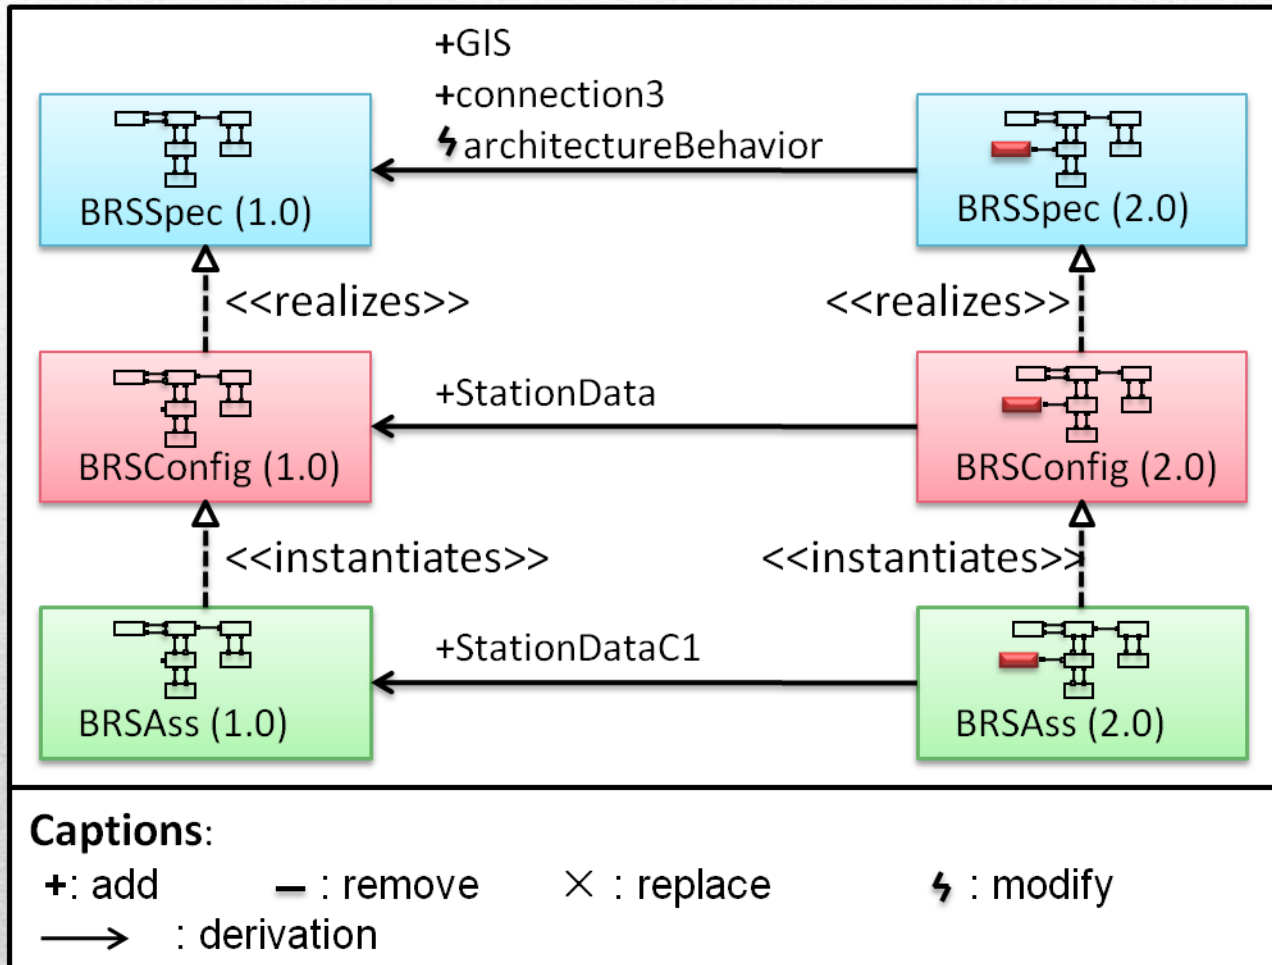 +GIS
+connection3
architectureBehavior
BRSSpec (1.0)
BRSSpec (2.0)
<<realizes>>
<<realizes>>
+StationData
BRSConfig (1.0)
BRSConfig (2.0)
<<instantiates>>
<<instantiates>>
+StationDataC1
BRSAss (1.0)
BRSAss (2.0)
Captions:
+: add
– : remove
× : replace
: modify
: derivation